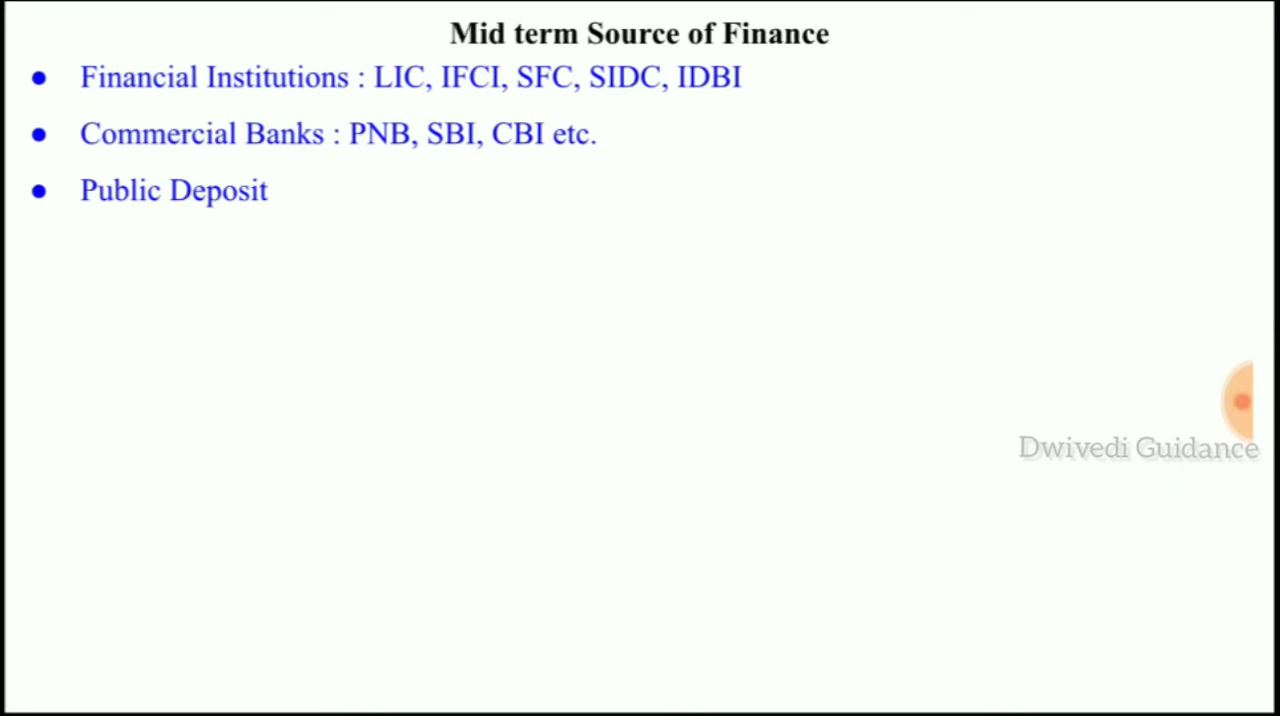 Mid term Source of Finance
● Financial Institutions : LIC, IFCI, SFC, SIDC, IDBI
● Commercial Banks : PNB, SBI, CBI etc.
● Public Deposit
Dwivedi Guidance